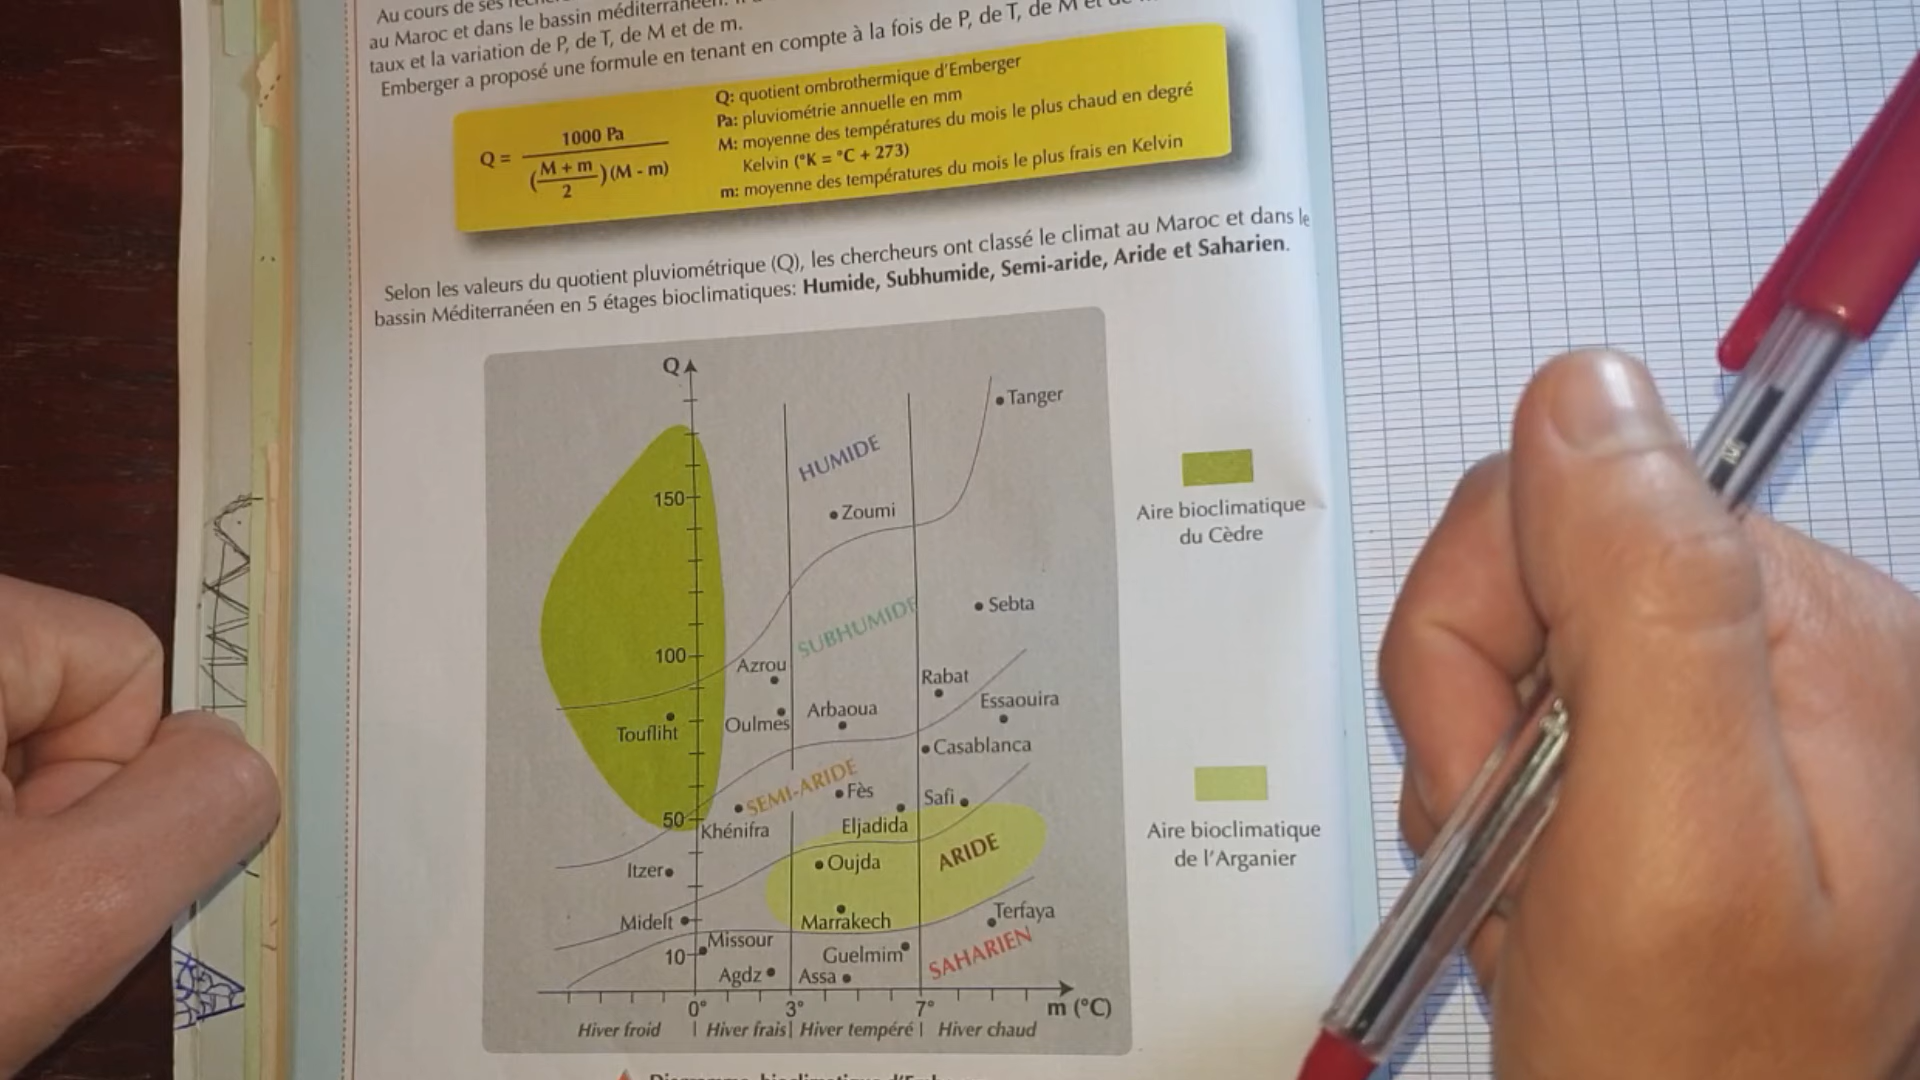 Au cours de ses
au Maroc et dans le bassin méditerranéen.
taux et la variation de P, de T, de M et de m.
Emberger a proposé une formule en tenant en compte à la fois de P, de T, de M et de
Q = 1000 Pa
(M + m
2)(M - m)
Q: quotient ombrothermique d'Emberger
Pa: pluviométrie annuelle en mm
M: moyenne des températures du mois le plus chaud en degré
Kelvin (°K = °C + 273)
m: moyenne des températures du mois le plus frais en Kelvin
Selon les valeurs du quotient pluviométrique (Q), les chercheurs ont classé le climat au Maroc et dans le
bassin Méditerranéen en 5 étages bioclimatiques: Humide, Subhumide, Semi-aride, Aride et Saharien.
Q
Tanger
HUMIDE
150
Zoumi
Aire bioclimatique
du Cèdre
SUBHUMIDE
Sebta
100
Azrou
Rabat
Toufliht
Oulmes
Arbaoua
Essaouira
Casablanca
SEMI-ARIDE
Fès
Safi
50
Khénifra
Eljadida
Aire bioclimatique
de l'Arganier
Itzer
Oujda
ARIDE
Midelt
Marrakech
Terfaya
Missour
10
Guelmim
SAHARIEN
Agdz
Assa
0° 3° 7° m (°C)
Hiver froid | Hiver frais | Hiver tempéré | Hiver chaud